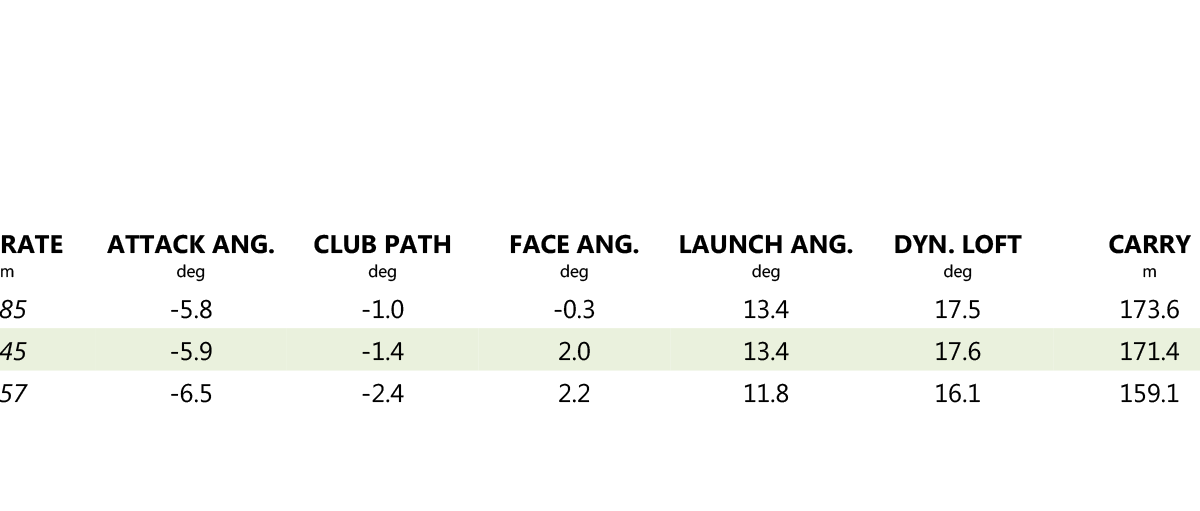 RATE ATTACK ANG. CLUB PATH FACE ANG. LAUNCH ANG. DYN. LOFT CARRY
m deg deg deg deg deg m
85 -5.8 -1.0 -0.3 13.4 17.5 173.6
45 -5.9 -1.4 2.0 13.4 17.6 171.4
57 -6.5 -2.4 2.2 11.8 16.1 159.1